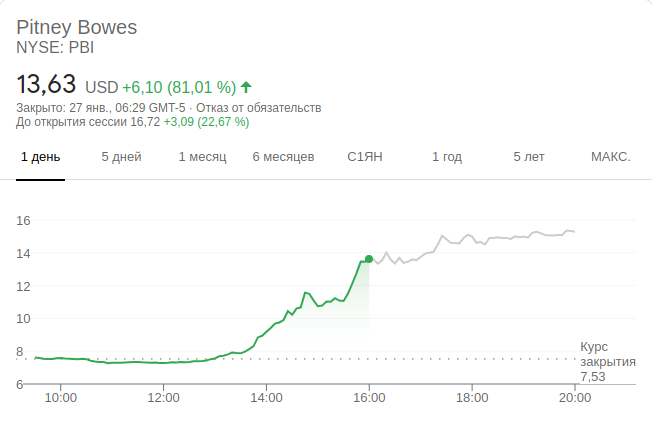 Pitney Bowes
NYSE: PBI
13,63 USD +6,10 (81,01 %)
Закрыто: 27 янв., 06:29 GMT-5 · Отказ от обязательств
До открытия сессии 16,72 +3,09 (22,67 %)
1 день 5 дней 1 месяц 6 месяцев С1ЯН 1 год 5 лет МАКС.
16
14
12
10
8
6
Курс
закрытия
7,53
10:00 12:00 14:00 16:00 18:00 20:00